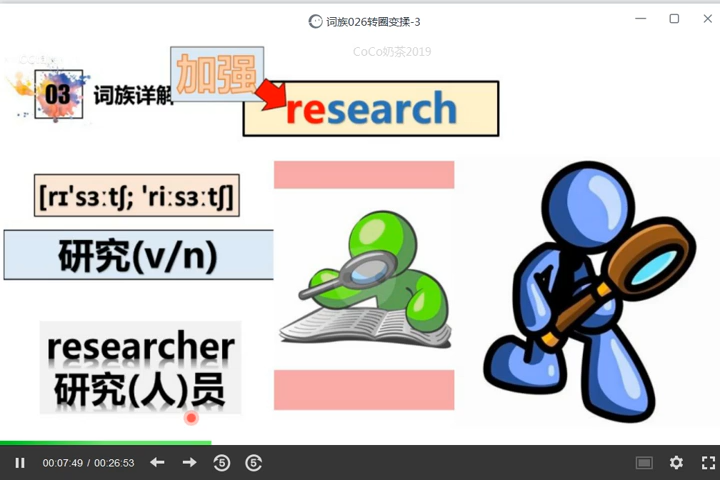 词族026转圈变揉-3
CoCo奶茶2019
03
词族详解
加强
research
[rɪ'sɜːtʃ; 'riːsɜːtʃ]
研究(v/n)
researcher
研究(人)员
00:07:49 / 00:26:53
5
5